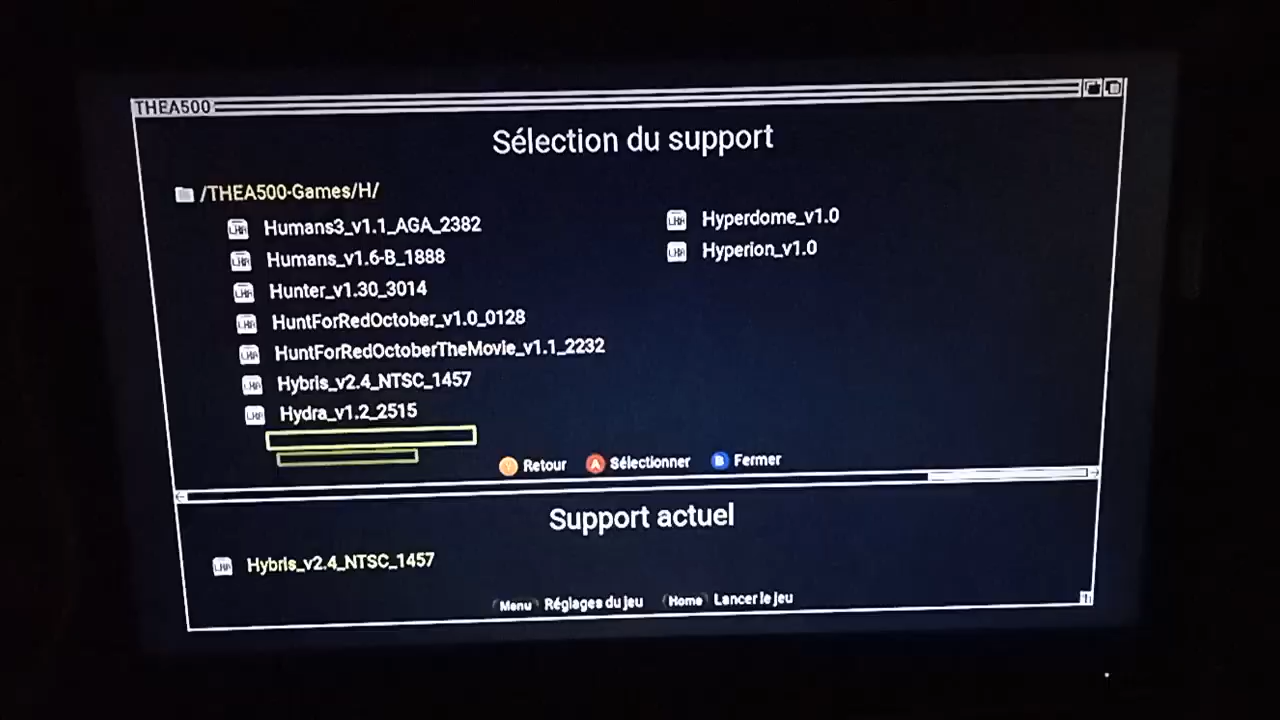 THEA500
Sélection du support
/THEA500-Games/H/
Humans3_v1.1_AGA_2382
Humans_v1.6-B_1888
Hunter_v1.30_3014
HuntForRedOctober_v1.0_0128
HuntForRedOctoberTheMovie_v1.1_2232
Hybris_v2.4_NTSC_1457
Hydra_v1.2_2515
Hyperdome_v1.0
Hyperion_v1.0
Y Retour A Sélectionner B Fermer
Support actuel
Hybris_v2.4_NTSC_1457
Menu Réglages du jeu Home Lancer le jeu